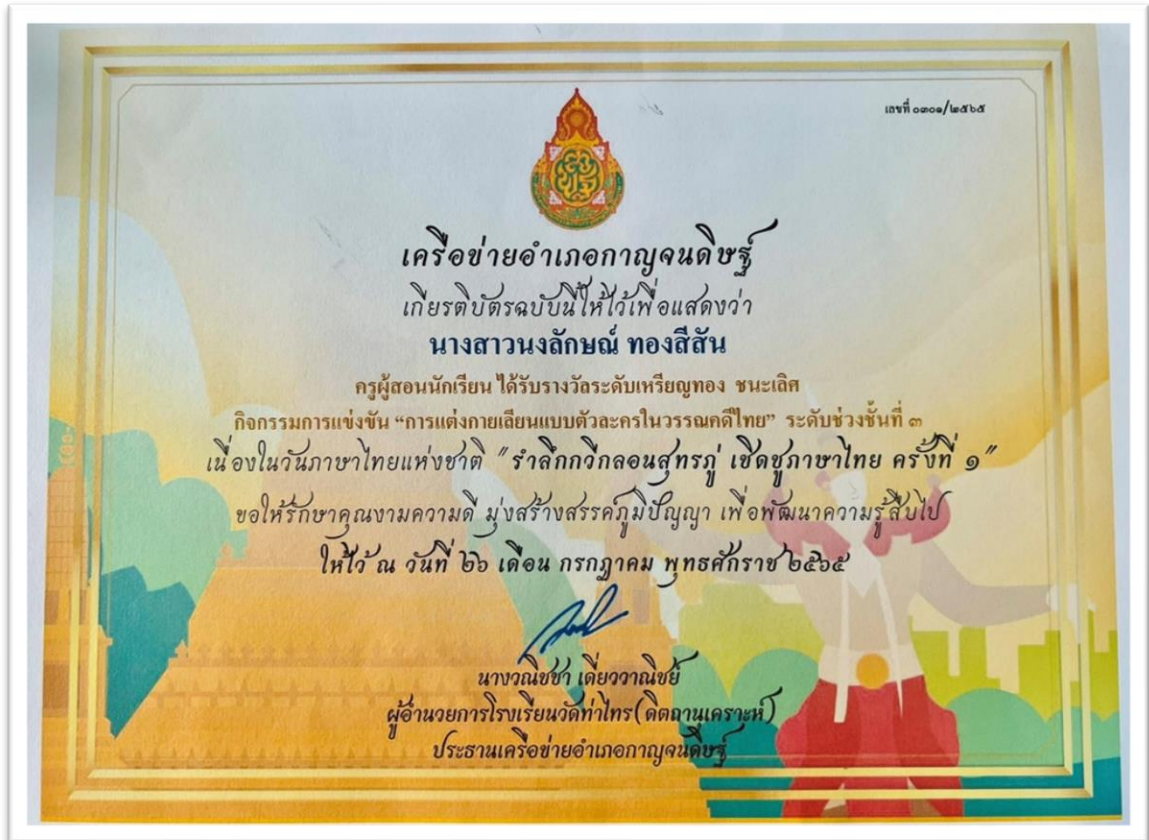 เลขที่ ๐๓๐๑/๒๕๖๕
เครือข่ายอำเภอกาญจนดิษฐ์
เกียรติบัตรฉบับนี้ให้ไว้เพื่อแสดงว่า
นางสาวนงลักษณ์ ทองสีสัน
ครูผู้สอนนักเรียน ได้รับรางวัลระดับเหรียญทอง ชนะเลิศ
กิจกรรมการแข่งขัน “การแต่งกายเลียนแบบตัวละครในวรรณคดีไทย” ระดับช่วงชั้นที่ ๓
เนื่องในวันภาษาไทยแห่งชาติ "รำลึกกวีกลอนสุทรภู่ เชิดชูภาษาไทย ครั้งที่ ๑"
ขอให้รักษาคุณงามความดี มุ่งสร้างสรรค์ภูมิปัญญา เพื่อพัฒนาความรู้สืบไป
ให้ไว้ ณ วันที่ ๒๖ เดือน กรกฎาคม พุทธศักราช ๒๕๖๕
นางวณิชชา เดี่ยววาณิชย์
ผู้อำนวยการโรงเรียนวัดท่าไทร(ดิตถานุเคราะห์)
ประธานเครือข่ายอำเภอกาญจนดิษฐ์